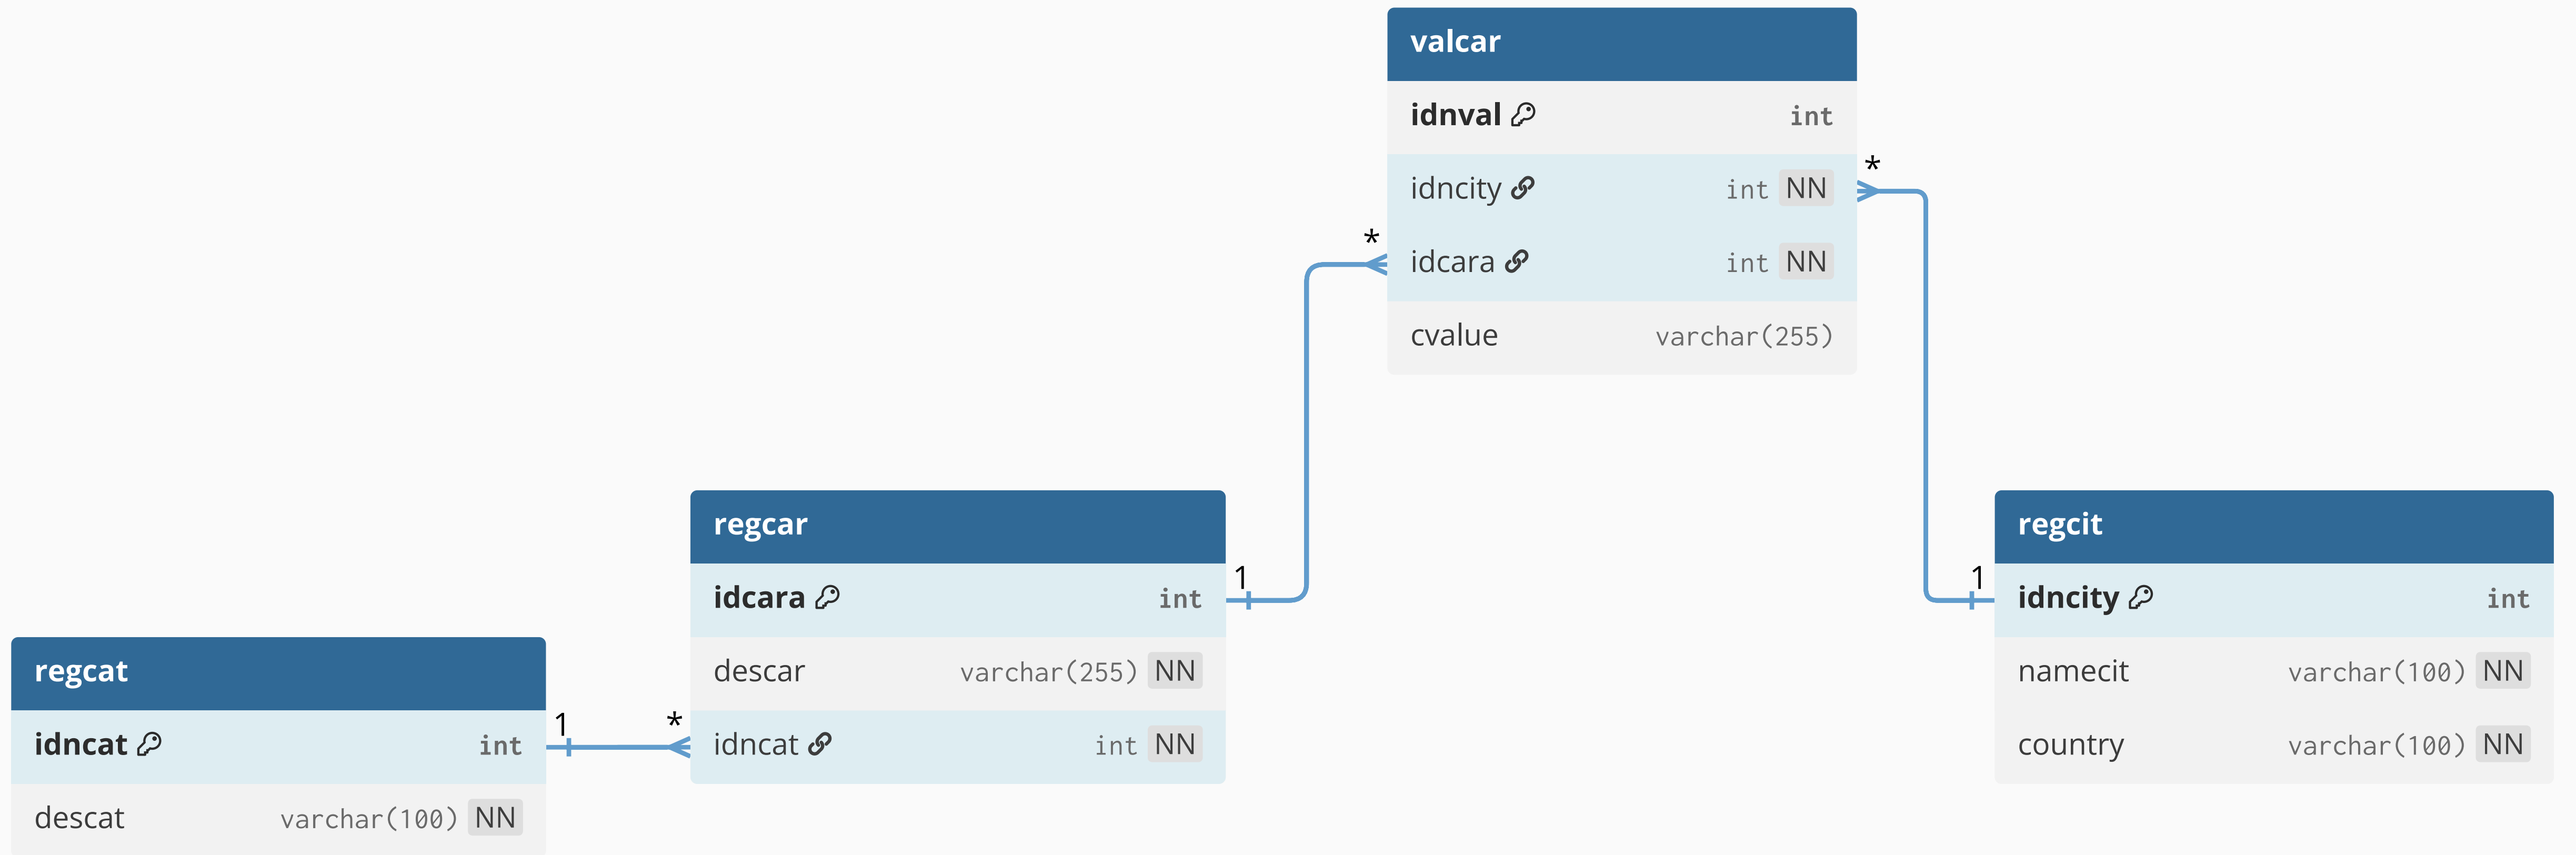 valcar
idnval int
idncity int NN
idcara int NN
cvalue varchar(255)
*
*
regcar
idcara int
descar varchar(255) NN
idncat int NN
1
*
regcit
idncity int
namecit varchar(100) NN
country varchar(100) NN
1
regcat
idncat int
descat varchar(100) NN
1